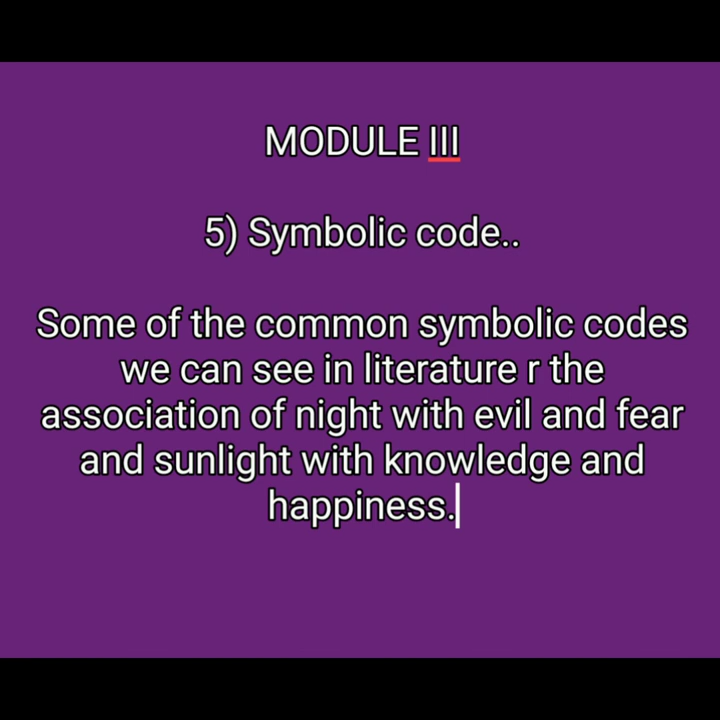 MODULE III
5) Symbolic code..
Some of the common symbolic codes
we can see in literature r the
association of night with evil and fear
and sunlight with knowledge and
happiness.